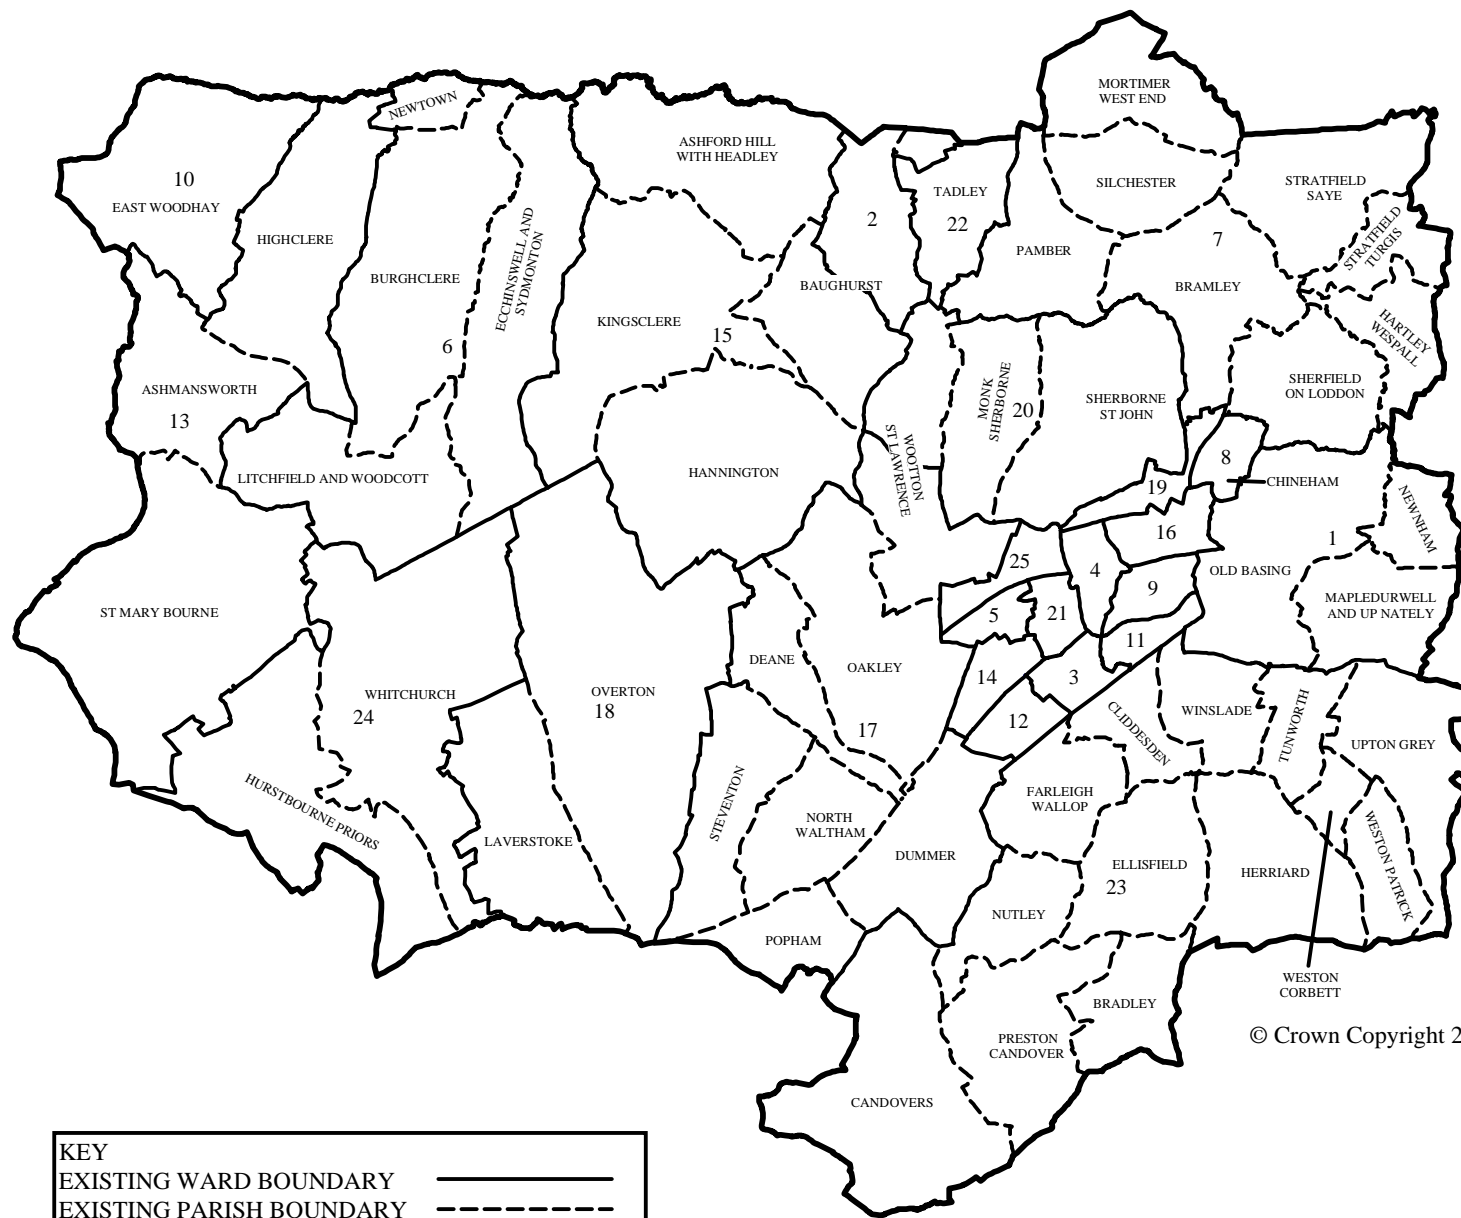 MORTIMER
WEST END
NEWTOWN
ASHFORD HILL
WITH HEADLEY
10
EAST WOODHAY
TADLEY
22
SILCHESTER
STRATFIELD
SAYE
2
HIGHCLERE
BURGHCLERE
ECCHINSWELL AND
SYDMONTON
PAMBER
7
STRATFIELD
TURGIS
BAUGHURST
BRAMLEY
KINGSCLERE
15
6
HARTLEY
WESPALL
ASHMANSWORTH
13
MONK
SHERBORNE
20
SHERBORNE
ST JOHN
SHERFIELD
ON LODDON
LITCHFIELD AND WOODCOTT
HANNINGTON
WOOTTON
ST LAWRENCE
8
CHINEHAM
19
NEWNHAM
16
1
25
4
OLD BASING
9
ST MARY BOURNE
5
21
MAPLEDURWELL
AND UP NATELY
11
DEANE
OAKLEY
14
3
WHITCHURCH
24
OVERTON
18
17
12
CLIDDESDEN
WINSLADE
TUNWORTH
UPTON GREY
HURSTBOURNE PRIORS
STEVENTON
NORTH
WALTHAM
FARLEIGH
WALLOP
LAVERSTOKE
DUMMER
ELLISFIELD
23
HERRIARD
WESTON PATRICK
NUTLEY
POPHAM
WESTON
CORBETT
BRADLEY
PRESTON
CANDOVER
© Crown Copyright 2
CANDOVERS
KEY
EXISTING WARD BOUNDARY
EXISTING PARISH BOUNDARY